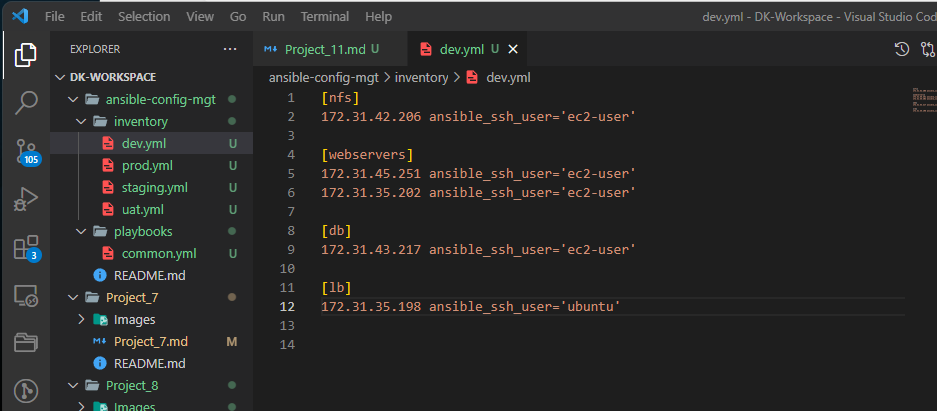 File Edit Selection View Go Run Terminal Help
dev.yml - DK-Workspace - Visual Studio Cod
EXPLORER
DK-WORKSPACE
ansible-config-mgt
inventory
dev.yml U
prod.yml U
staging.yml U
uat.yml U
playbooks
common.yml U
README.md
Project_7
Images
Project_7.md M
README.md
Project_8
Images
105
3
Project_11.md U
dev.yml U
ansible-config-mgt > inventory > dev.yml
1 [nfs]
2 172.31.42.206 ansible_ssh_user='ec2-user'
3
4 [webservers]
5 172.31.45.251 ansible_ssh_user='ec2-user'
6 172.31.35.202 ansible_ssh_user='ec2-user'
7
8 [db]
9 172.31.43.217 ansible_ssh_user='ec2-user'
10
11 [lb]
12 172.31.35.198 ansible_ssh_user='ubuntu'
13
14